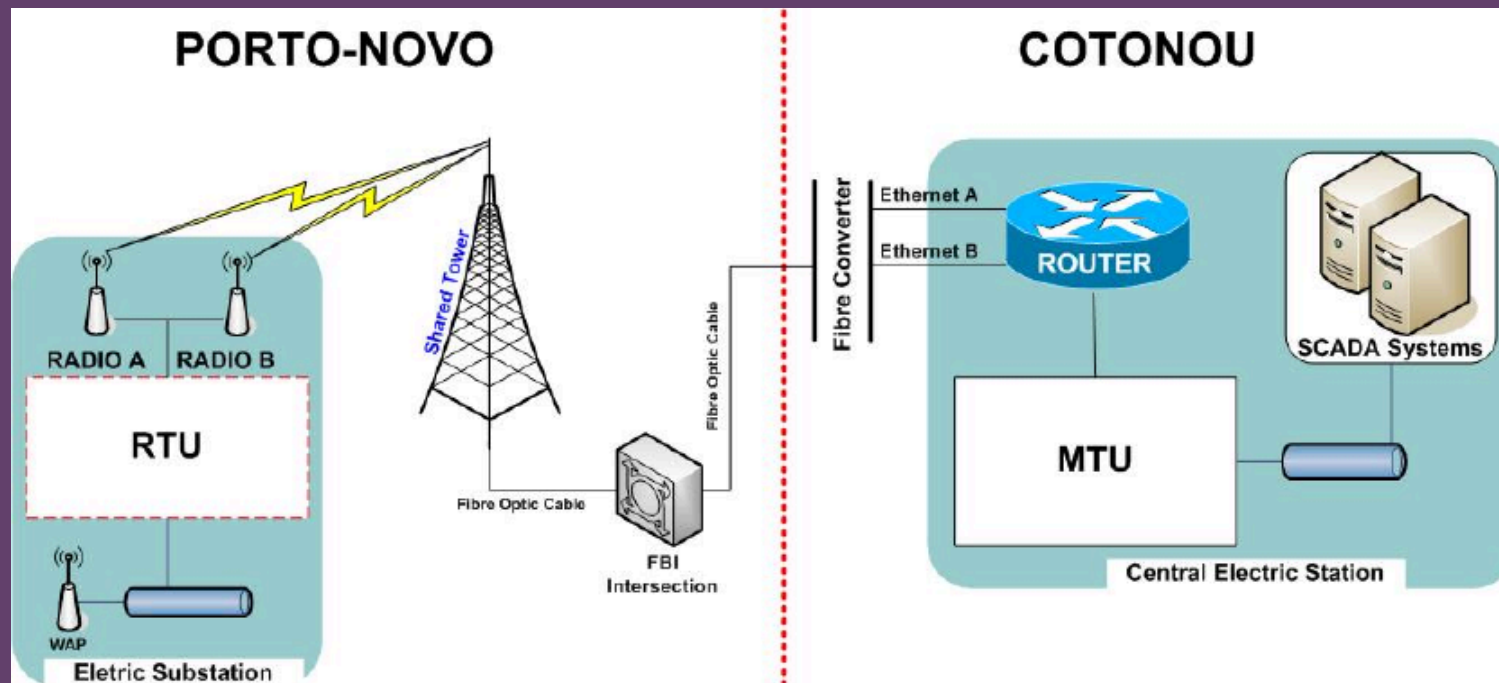 PORTO-NOVO
COTONOU
Shared Tower
RADIO A
RADIO B
RTU
WAP
Eletric Substation
Fibre Optic Cable
FBI
Intersection
Fibre Optic Cable
Fibre Converter
Ethernet A
Ethernet B
ROUTER
SCADA Systems
MTU
Central Electric Station